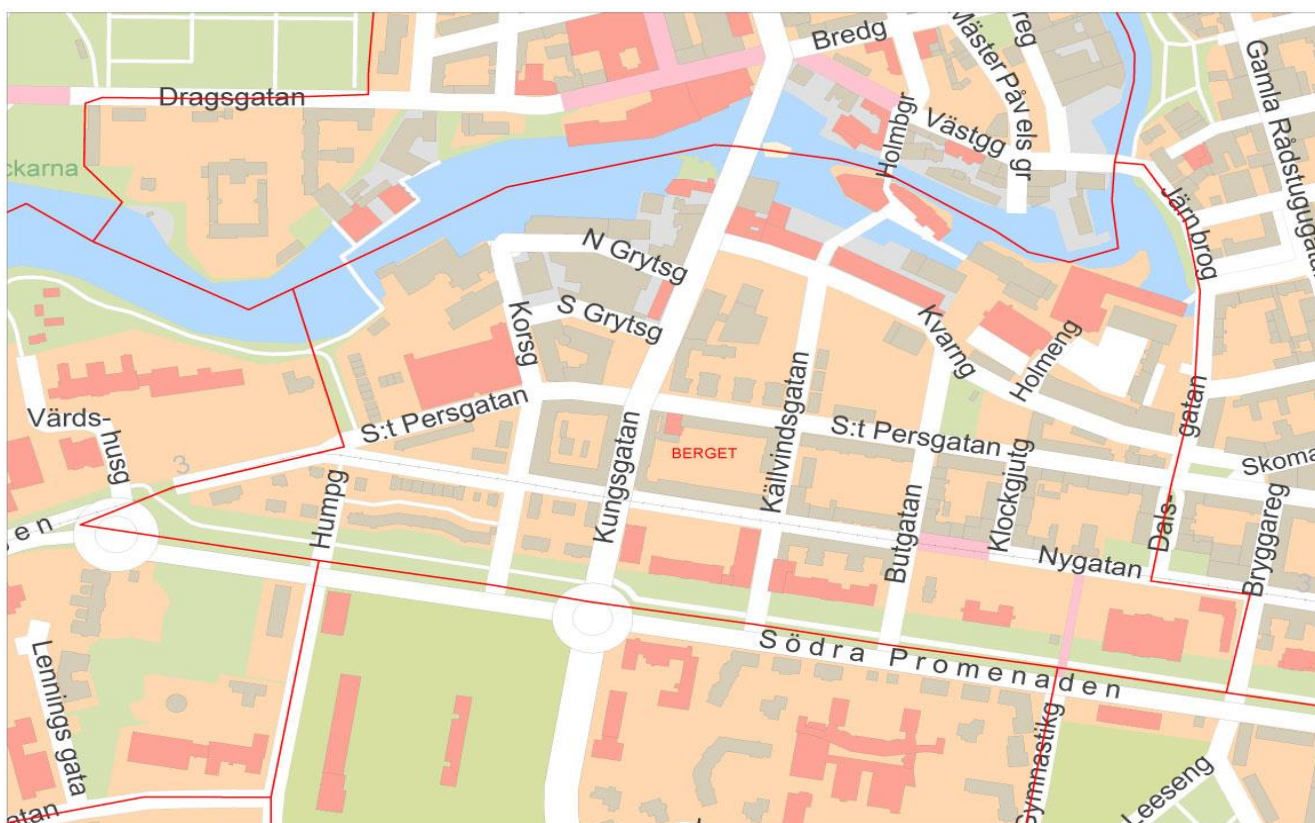 Bredg
Mäster Påvels gr
reg
Gamla Rådstugugatan
Dragsgatan
Holmbgr
Västgg
ckarna
Järnbrog
N Grytsg
S Grytsg
Korsg
Kvarng
Holmeng
Källvindsgatan
Kungsgatan
gatan
Värds-
husg
S:t Persgatan
S:t Persgatan
BERGET
Skoma
3
Humpg
Butgatan
Klockgjutg
Dals-
Bryggareg
Nygatan
en
Södra Promenaden
Lennings gata
Gymnastikg
Leeseng
atan